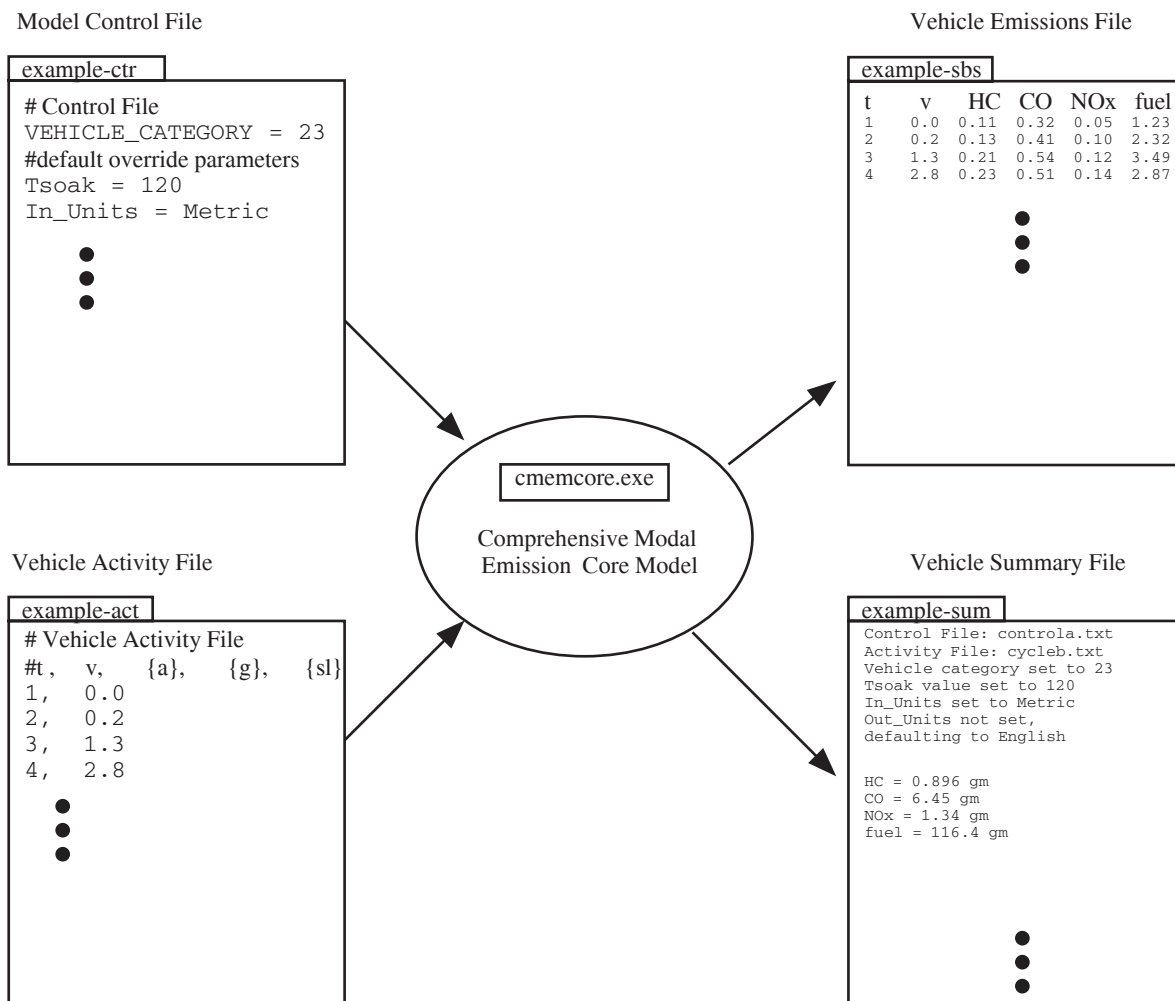 Model Control File
example-ctr
# Control File
VEHICLE_CATEGORY = 23
#default override parameters
Tsoak = 120
In_Units = Metric
Vehicle Emissions File
example-sbs
t v HC CO NOx fuel
1 0.0 0.11 0.32 0.05 1.23
2 0.2 0.13 0.41 0.10 2.32
3 1.3 0.21 0.54 0.12 3.49
4 2.8 0.23 0.51 0.14 2.87
cmemcore.exe
Comprehensive Modal
Emission Core Model
Vehicle Activity File
example-act
# Vehicle Activity File
#t , v, {a}, {g}, {sl}
1, 0.0
2, 0.2
3, 1.3
4, 2.8
Vehicle Summary File
example-sum
Control File: controla.txt
Activity File: cycleb.txt
Vehicle category set to 23
Tsoak value set to 120
In_Units set to Metric
Out_Units not set,
defaulting to English
HC = 0.896 gm
CO = 6.45 gm
NOx = 1.34 gm
fuel = 116.4 gm